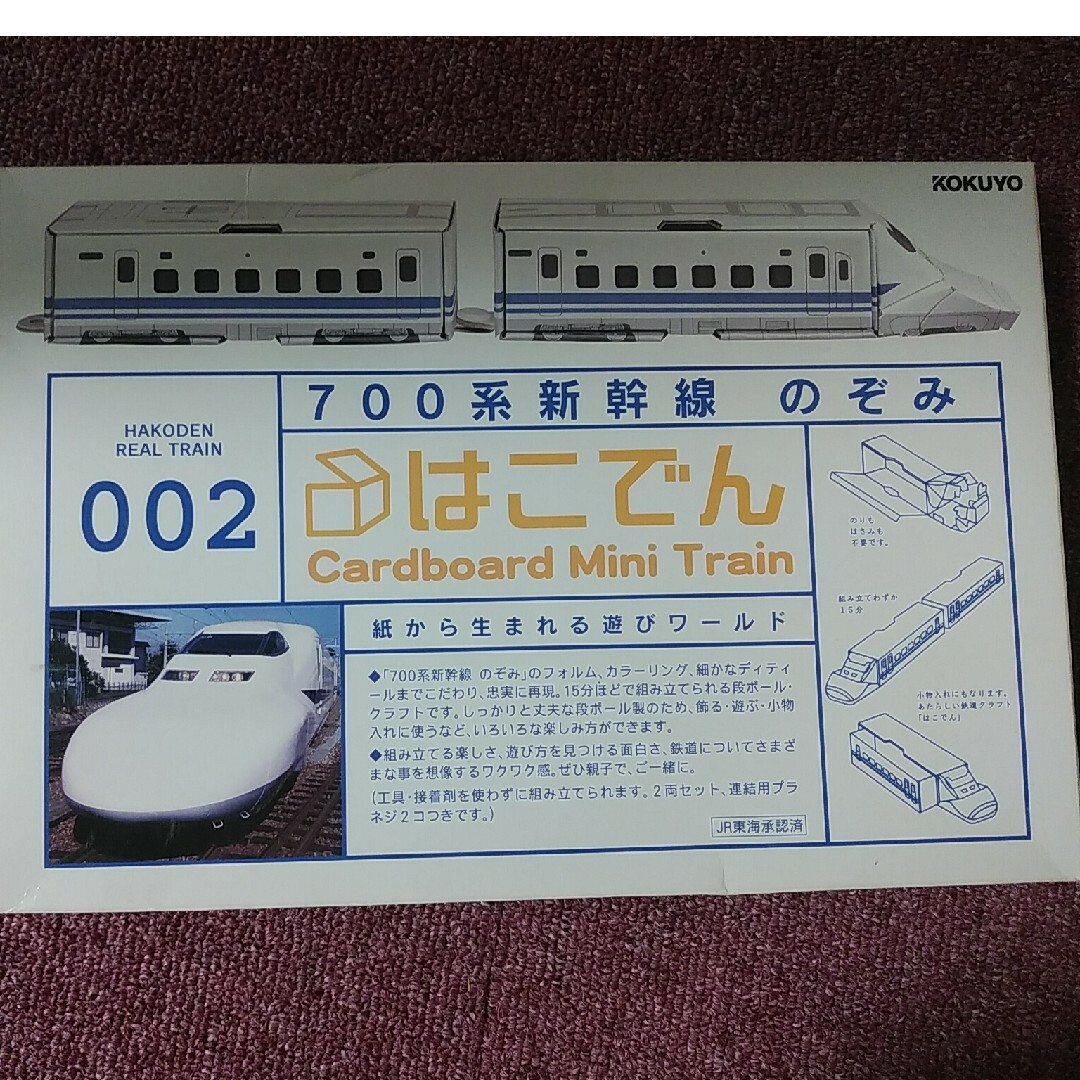 KOKUYO
HAKODEN
REAL TRAIN
002
700系新幹線 のぞみ
はこでん
Cardboard Mini Train
紙から生まれる遊びワールド
◆「700系新幹線 のぞみ」のフォルム、カラーリング、細かなディティ
ールまでこだわり、忠実に再現。15分ほどで組み立てられる段ボール・
クラフトです。しっかりと丈夫な段ボール製のため、飾る・遊ぶ・小物
入れに使うなど、いろいろな楽しみ方ができます。
◆組み立てる楽しさ、遊び方を見つける面白さ、鉄道についてさまざ
まな事を想像するワクワク感。ぜひ親子で、ご一緒に。
(工具・接着剤を使わずに組み立てられます。2両セット、連結用プラ
ネジ2コつきです。)
JR東海承認済
のりも
はさみも
不要です。
組み立てわずか
15分
小物入れにもなります。
あたらしい鉄道クラフト
「はこでん」